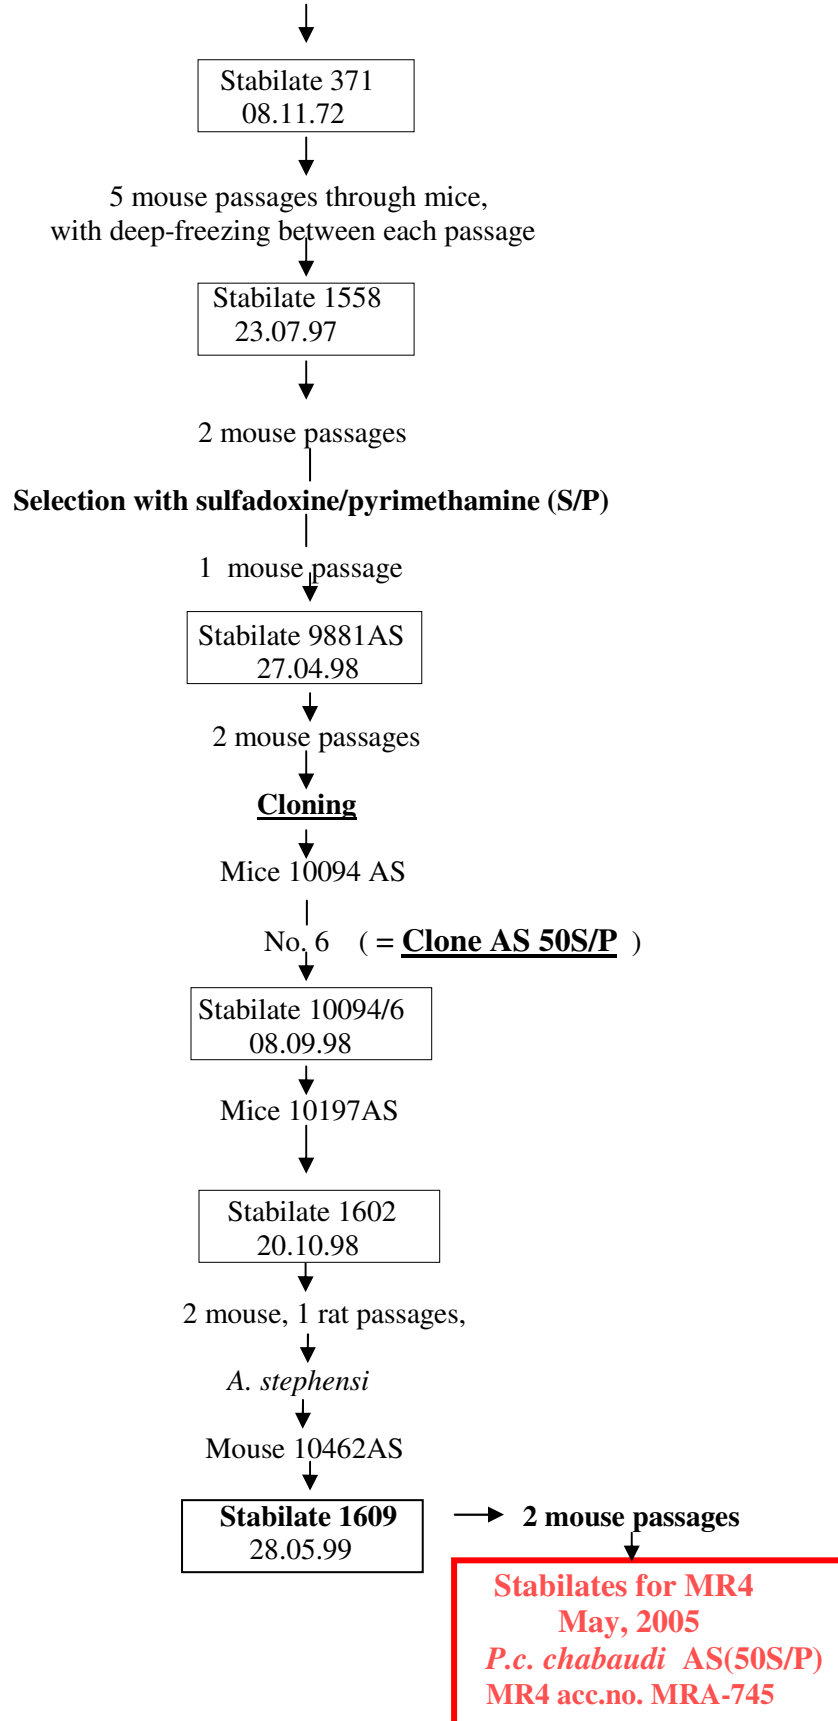 Stabilate 371
08.11.72
5 mouse passages through mice,
with deep-freezing between each passage
Stabilate 1558
23.07.97
2 mouse passages
Selection with sulfadoxine/pyrimethamine (S/P)
1 mouse passage
Stabilate 9881AS
27.04.98
2 mouse passages
Cloning
Mice 10094 AS
No. 6 ( = Clone AS 50S/P )
Stabilate 10094/6
08.09.98
Mice 10197AS
Stabilate 1602
20.10.98
2 mouse, 1 rat passages,
A. stephensi
Mouse 10462AS
Stabilate 1609
28.05.99
2 mouse passages
Stabilates for MR4
May, 2005
P.c. chabaudi AS(50S/P)
MR4 acc.no. MRA-745